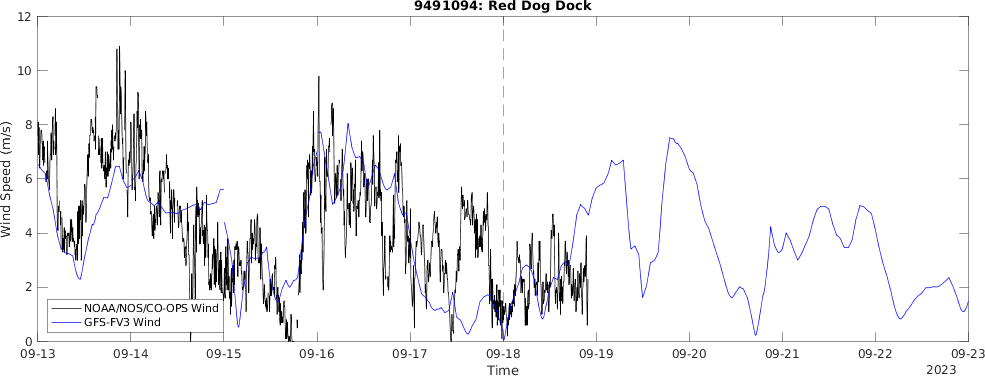 9491094: Red Dog Dock
12
10
8
6
4
2
0
Wind Speed (m/s)
NOAA/NOS/CO-OPS Wind
GFS-FV3 Wind
09-13 09-14 09-15 09-16 09-17 09-18 09-19 09-20 09-21 09-22 09-23
Time
2023